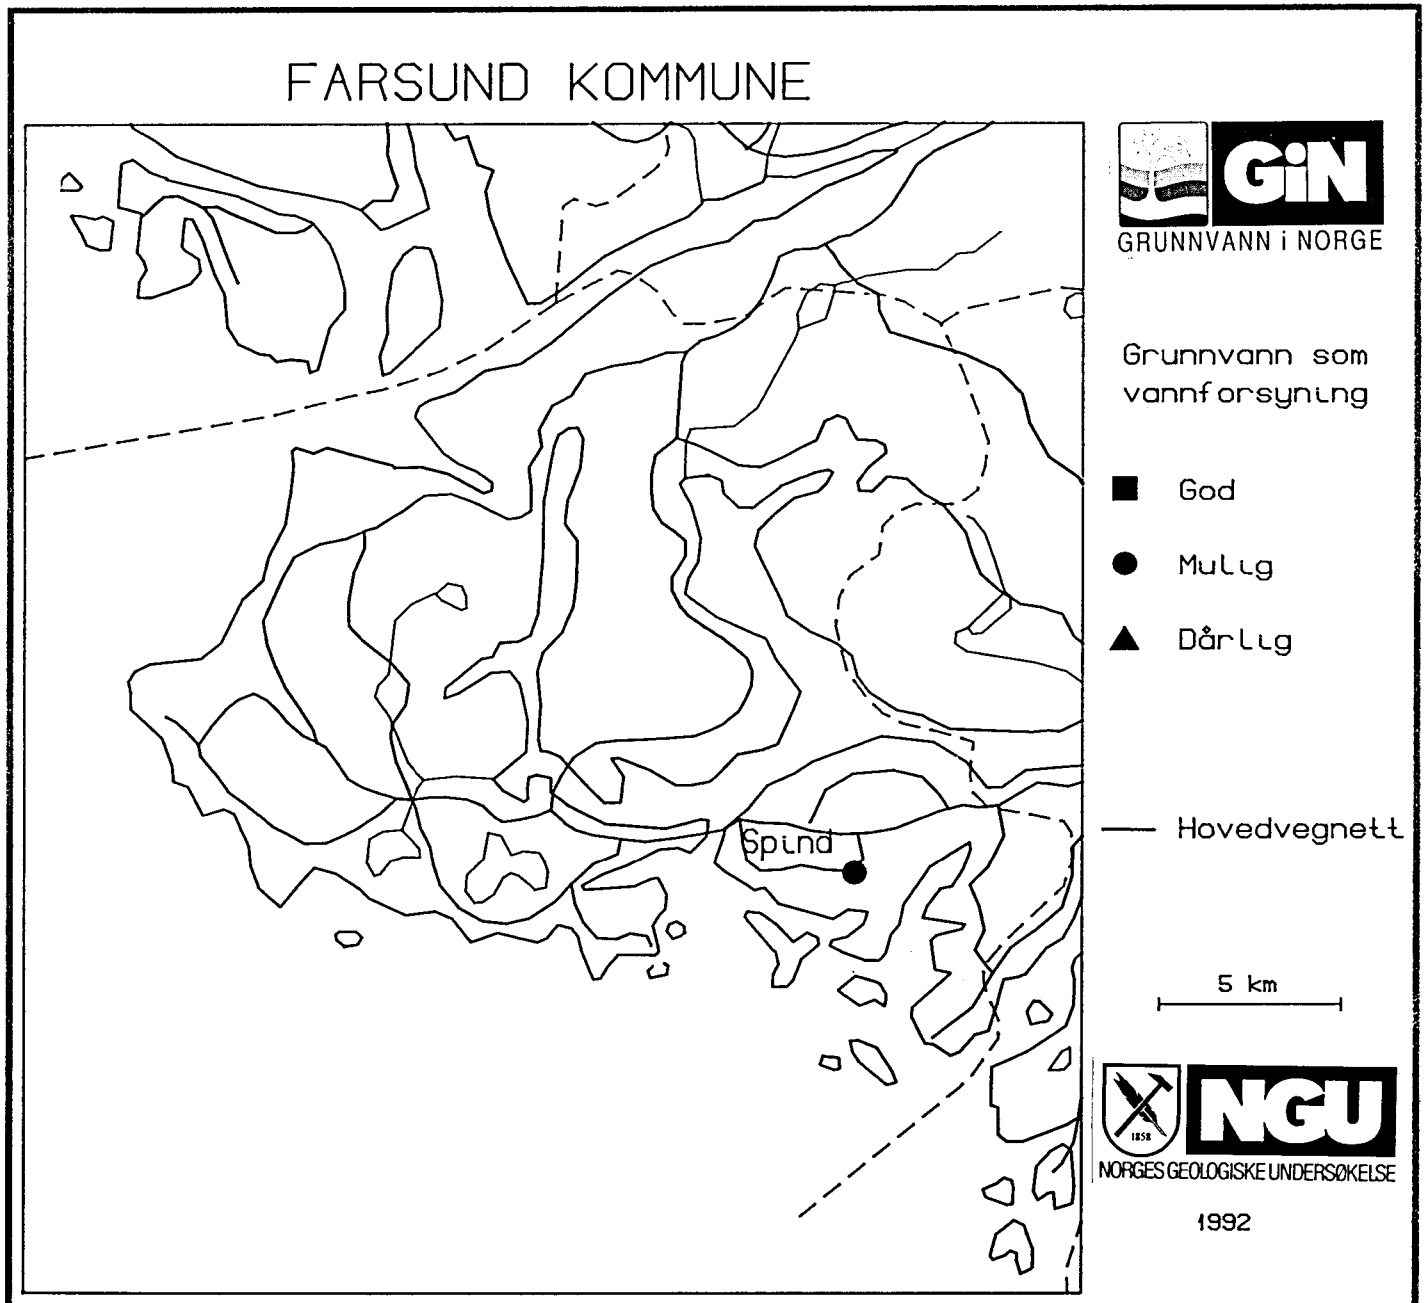 FARSUND KOMMUNE
GiN
GRUNNVANN i NORGE
Grunnvann som
vannforsyning
God
Mulig
Dårlig
Spind
Hovedvegnett
5 km
1858
NGU
NORGES GEOLOGISKE UNDERSØKELSE
1992